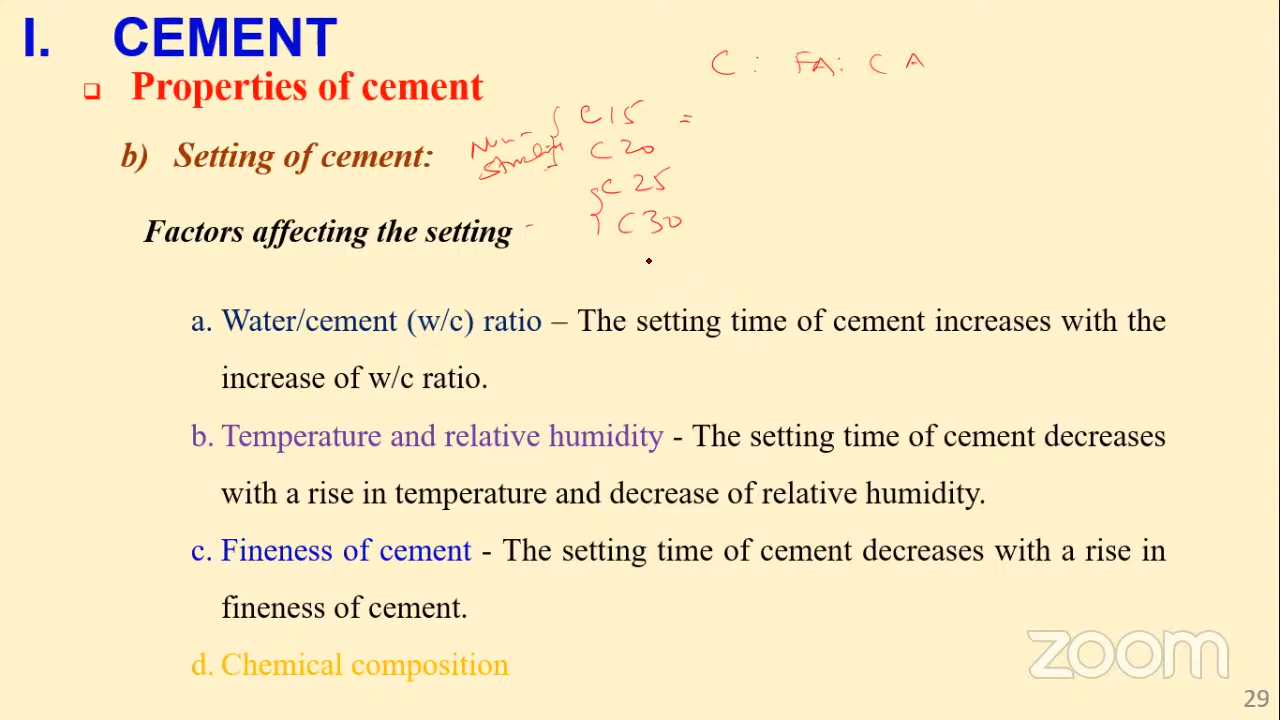 I. CEMENT
❑ Properties of cement
C : FA : CA
C15 =
b) Setting of cement:
C20
C25
Factors affecting the setting -
C30
a. Water/cement (w/c) ratio – The setting time of cement increases with the
increase of w/c ratio.
b. Temperature and relative humidity - The setting time of cement decreases
with a rise in temperature and decrease of relative humidity.
c. Fineness of cement - The setting time of cement decreases with a rise in
fineness of cement.
d. Chemical composition
zoom
29